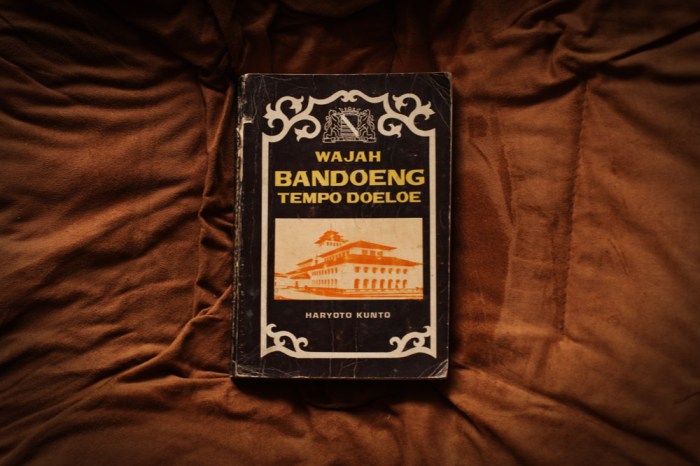 WAJAH
BANDOENG
TEMPO DOELOE
HARYOTO KUNTO